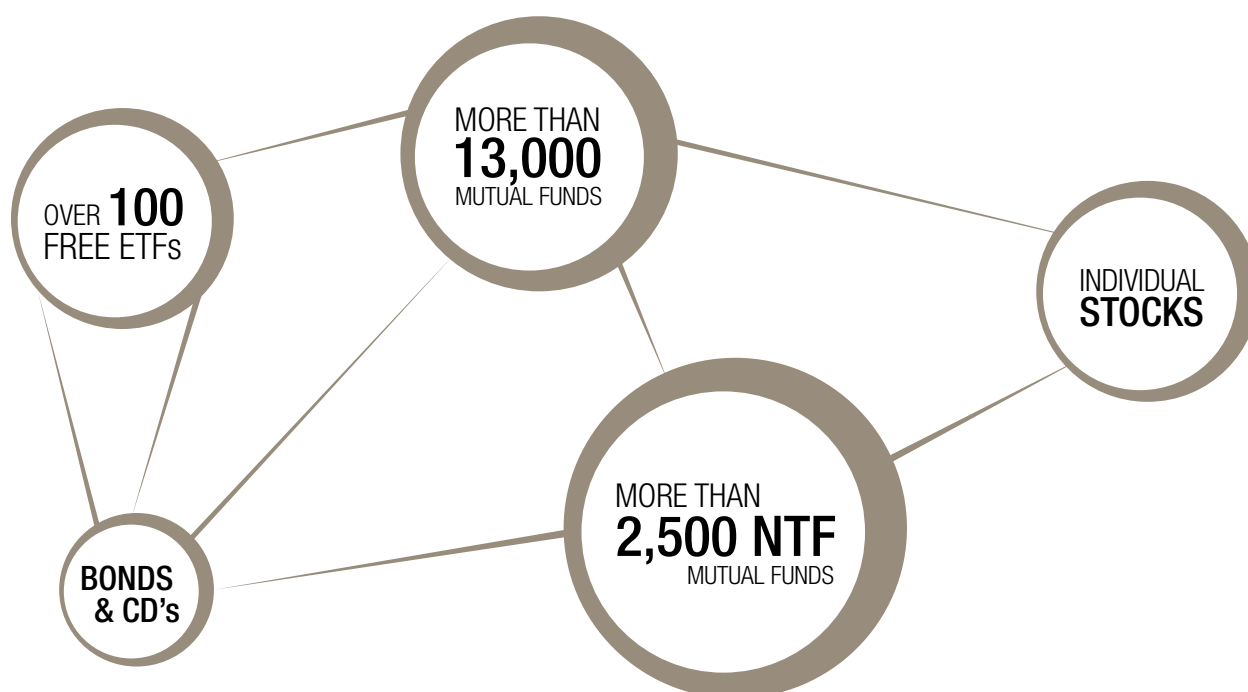 MORE THAN
13,000
MUTUAL FUNDS
OVER 100
FREE ETFs
INDIVIDUAL
STOCKS
MORE THAN
2,500 NTF
MUTUAL FUNDS
BONDS
& CD's